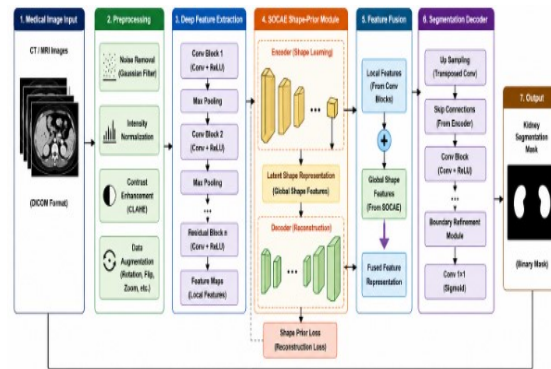 1. Medical Image Input
CT / MRI Images
(DICOM Format)
2. Preprocessing
Noise Removal
(Gaussian Filter)
Intensity
Normalization
Contrast
Enhancement
(CLAHE)
Data
Augmentation
(Rotation, Flip,
Zoom, etc.)
3. Deep Feature Extraction
Conv Block 1
(Conv + ReLU)
Max Pooling
Conv Block 2
(Conv + ReLU)
Max Pooling
...
Residual Block n
(Conv + ReLU)
Feature Maps
(Local Features)
4. SOCAE Shape-Prior Module
Encoder (Shape Learning)
...
Latent Shape Representation
(Global Shape Features)
Decoder (Reconstruction)
...
Shape Prior Loss
(Reconstruction Loss)
5. Feature Fusion
Local Features
(From Conv
Blocks)
+
Global Shape
Features
(From SOCAE)
Fused Feature
Representation
6. Segmentation Decoder
Up Sampling
(Transposed Conv)
Skip Connections
(From Encoder)
Conv Block
(Conv + ReLU)
...
Boundary Refinement
Module
Conv 1×1
(Sigmoid)
7. Output
Kidney
Segmentation
Mask
(Binary Mask)